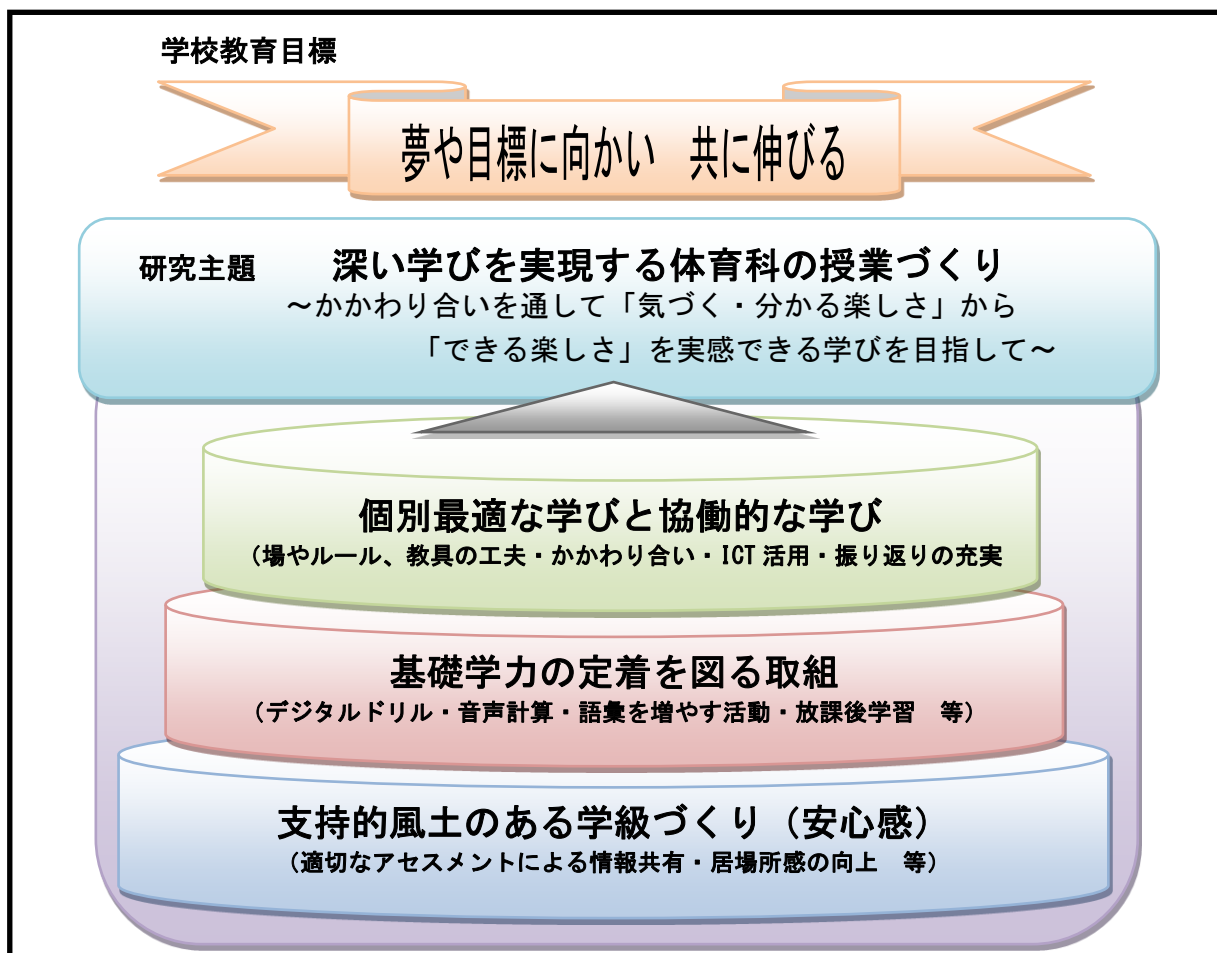 学校教育目標
夢や目標に向かい　共に伸びる
研究主題　深い学びを実現する体育科の授業づくり
～かかわり合いを通して「気づく・分かる楽しさ」から
「できる楽しさ」を実感できる学びを目指して～
個別最適な学びと協働的な学び
（場やルール、教具の工夫・かかわり合い・ICT 活用・振り返りの充実
基礎学力の定着を図る取組
（デジタルドリル・音声計算・語彙を増やす活動・放課後学習　等）
支持的風土のある学級づくり（安心感）
（適切なアセスメントによる情報共有・居場所感の向上　等）